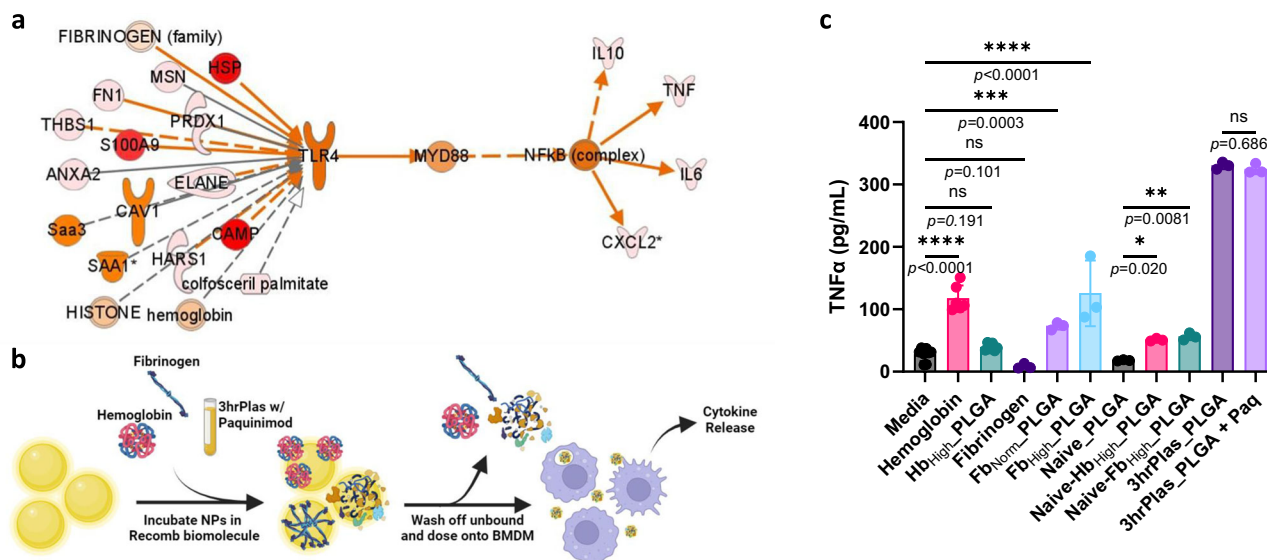 a
FIBRINOGEN (family)
HSP
MSN
FN1
PRDX1
THBS1
S100A9
ANXA2
ELANE
CAV1
Saa3
CAMP
SAA1*
HARS1
colfosceril palmitate
HISTONE
hemoglobin
TLR4
MYD88
NFkB (complex)
IL10
TNF
IL6
CXCL2*
b
Fibrinogen
Hemoglobin
3hrPlas w/
Paquinimod
Incubate NPs in
Recomb biomolecule
Wash off unbound
and dose onto BMDM
Cytokine
Release
c
****
p<0.0001
***
p=0.0003
ns
p=0.101
ns
p=0.191
****
p<0.0001
**
p=0.0081
*
p=0.020
ns
p=0.686
TNFα (pg/mL)
400
300
200
100
0
Media
Hemoglobin
HbHigh_PLGA
Fibrinogen
FbNorm_PLGA
FbHigh_PLGA
Naive_PLGA
Naive-HbHigh_PLGA
Naive-FbHigh_PLGA
3hrPlas_PLGA
3hrPlas_PLGA + Paq